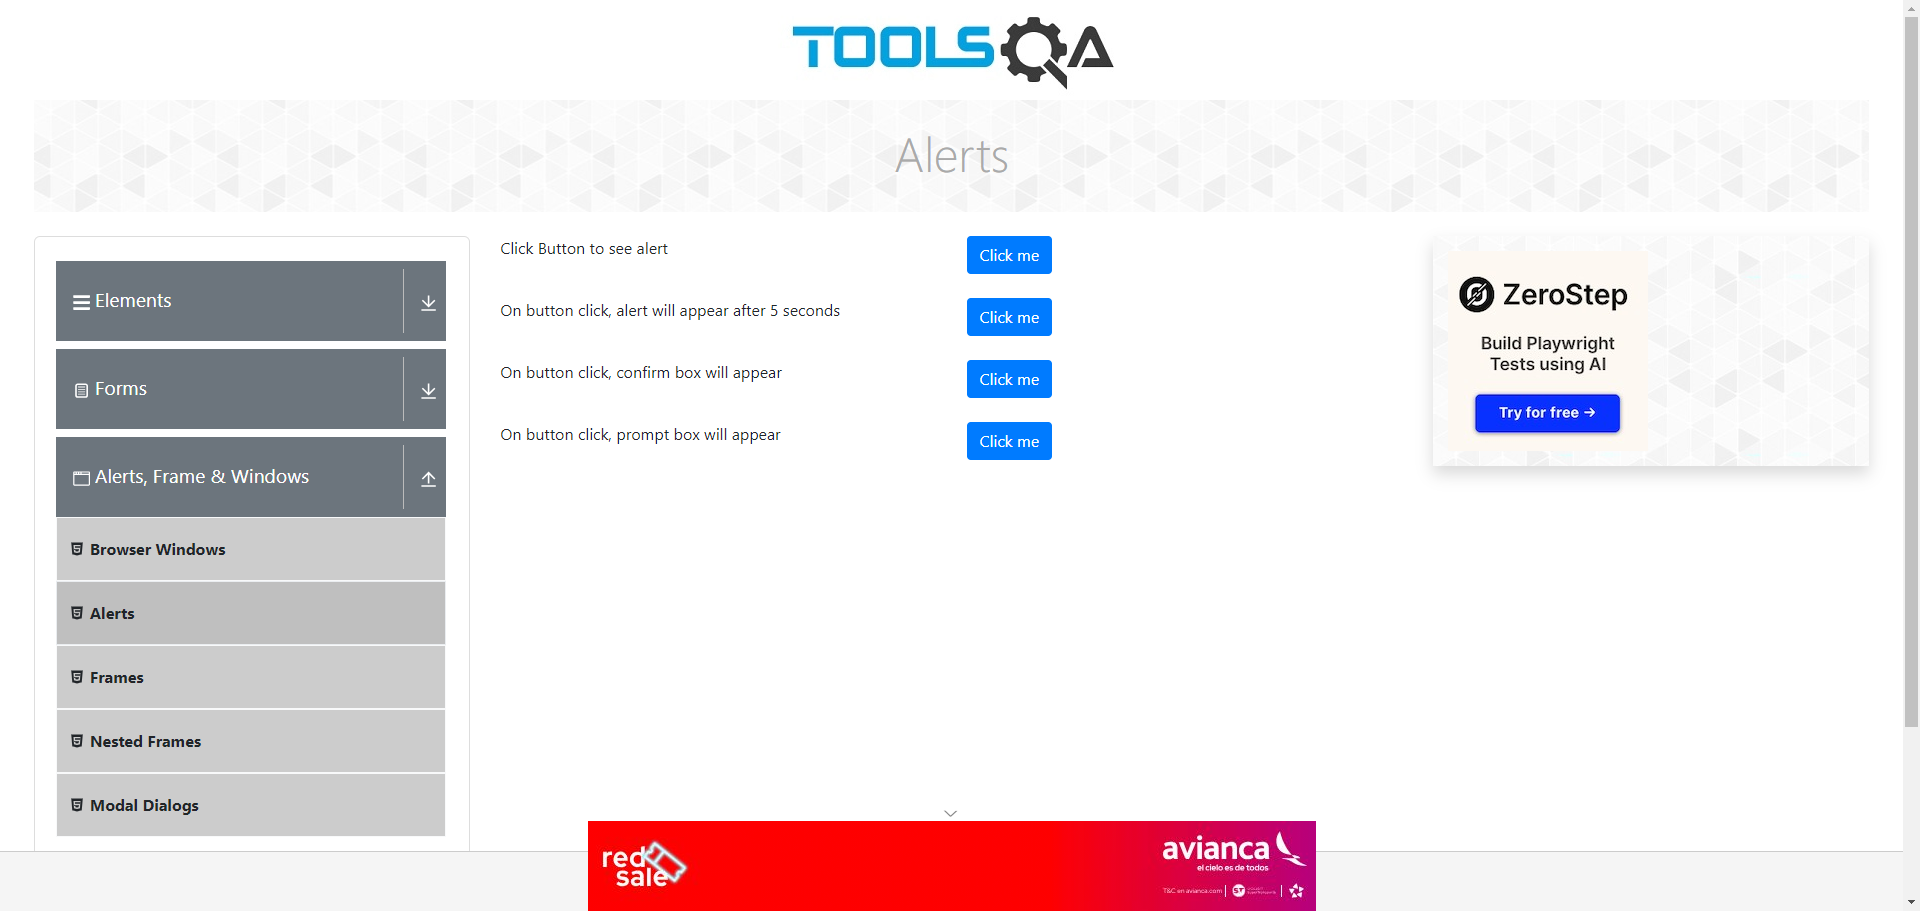 TOOLSQA
Alerts
Elements
Forms
Alerts, Frame & Windows
Browser Windows
Alerts
Frames
Nested Frames
Modal Dialogs
Click Button to see alert
Click me
On button click, alert will appear after 5 seconds
Click me
On button click, confirm box will appear
Click me
On button click, prompt box will appear
Click me
ZeroStep
Build Playwright
Tests using AI
Try for free →
red
sale
avianca
el cielo es de todos
T&C en avianca.com